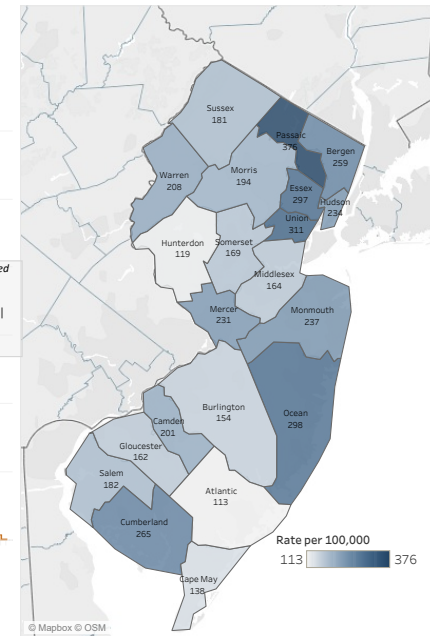 Sussex
181
Passaic
376
Bergen
259
Warren
208
Morris
194
Essex
297
Hudson
234
Union
311
Hunterdon
119
Somerset
169
Middlesex
164
ed
Mercer
231
Monmouth
237
Burlington
154
Ocean
298
Camden
201
Gloucester
162
Salem
182
Atlantic
113
Cumberland
265
Cape May
138
Rate per 100,000
113 376
© Mapbox © OSM